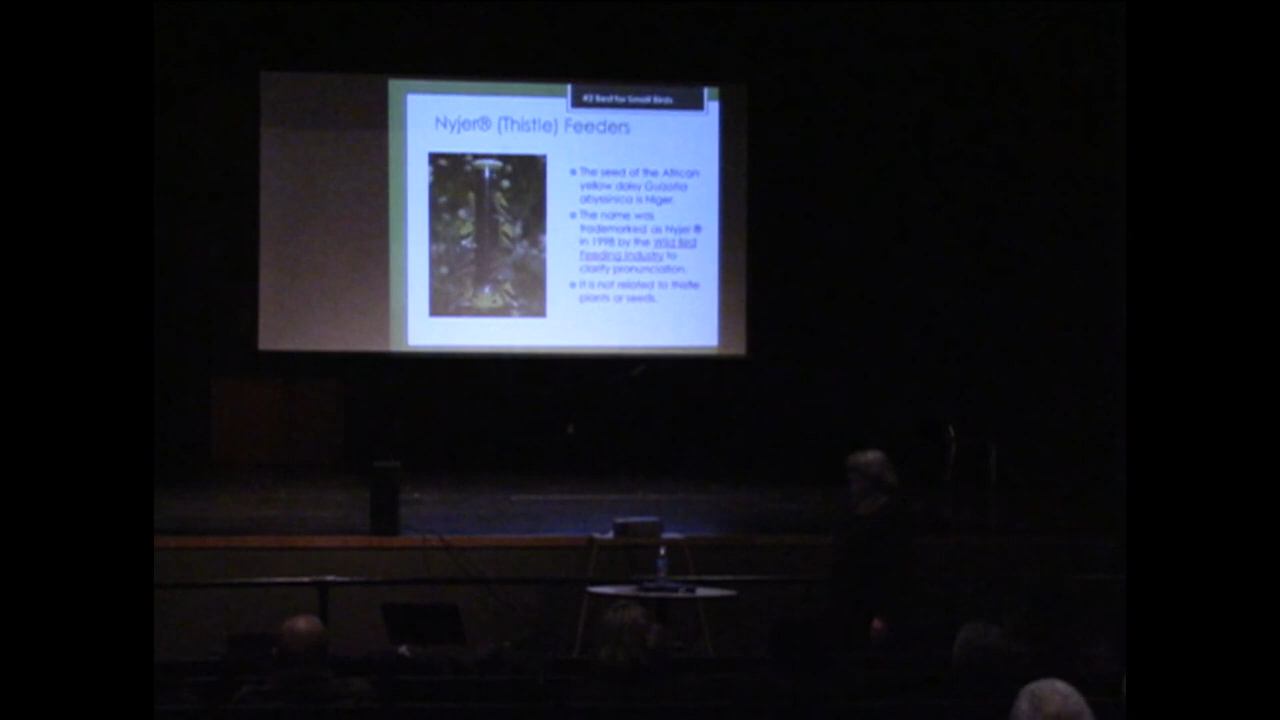 #2 Best for Small Birds
Nyjer® (Thistle) Feeders
The seed of the African
yellow daisy Guizotia
abyssinica is Niger.
The name was
trademarked as Nyjer ®
in 1998 by the Wild Bird
Feeding Industry to
clarify pronunciation.
It is not related to thistle
plants or seeds.